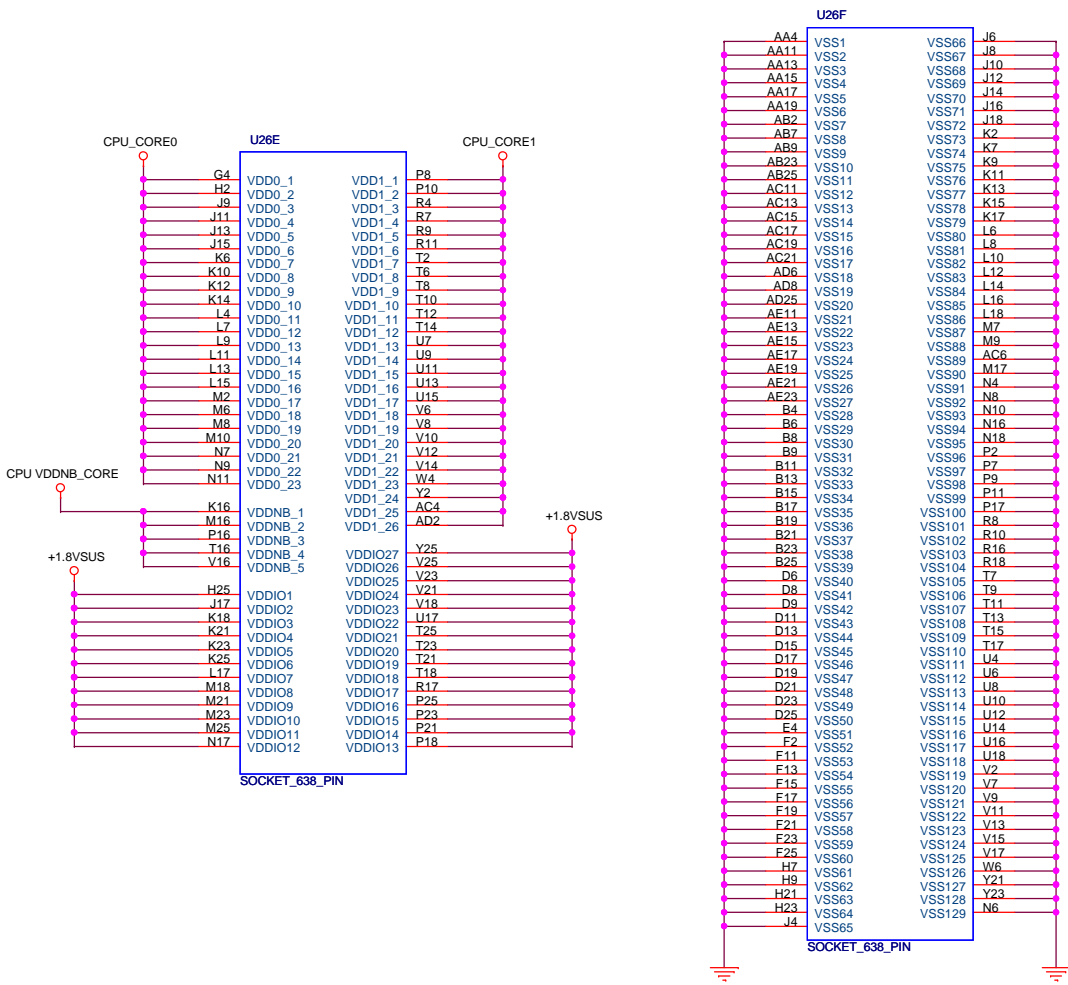 U26F
CPU_CORE0
U26E
CPU_CORE1
G4 VDD0_1 VDD1_1 P8
H2 VDD0_2 VDD1_2 P10
J9 VDD0_3 VDD1_3 R4
J11 VDD0_4 VDD1_4 R7
J13 VDD0_5 VDD1_5 R9
J15 VDD0_6 VDD1_6 R11
K6 VDD0_7 VDD1_7 T2
K10 VDD0_8 VDD1_8 T6
K12 VDD0_9 VDD1_9 T8
K14 VDD0_10 VDD1_10 T10
L4 VDD0_11 VDD1_11 T12
L7 VDD0_12 VDD1_12 T14
L9 VDD0_13 VDD1_13 U7
L11 VDD0_14 VDD1_14 U9
L13 VDD0_15 VDD1_15 U11
L15 VDD0_16 VDD1_16 U13
M2 VDD0_17 VDD1_17 U15
M6 VDD0_18 VDD1_18 V6
M8 VDD0_19 VDD1_19 V8
M10 VDD0_20 VDD1_20 V10
N7 VDD0_21 VDD1_21 V12
N9 VDD0_22 VDD1_22 V14
N11 VDD0_23 VDD1_23 W4
VDD1_24 Y2
CPU VDDNB_CORE
K16 VDDNB_1 VDD1_25 AC4
M16 VDDNB_2 VDD1_26 AD2
P16 VDDNB_3
T16 VDDNB_4 VDDIO27 Y25
V16 VDDNB_5 VDDIO26 V25
+1.8VSUS
+1.8VSUS
VDDIO25 V23
H25 VDDIO1 VDDIO24 V21
J17 VDDIO2 VDDIO23 V18
K18 VDDIO3 VDDIO22 U17
K21 VDDIO4 VDDIO21 T25
K23 VDDIO5 VDDIO20 T23
K25 VDDIO6 VDDIO19 T21
L17 VDDIO7 VDDIO18 T18
M18 VDDIO8 VDDIO17 R17
M21 VDDIO9 VDDIO16 P25
M23 VDDIO10 VDDIO15 P23
M25 VDDIO11 VDDIO14 P21
N17 VDDIO12 VDDIO13 P18
SOCKET_638_PIN
AA4 VSS1 VSS66 J6
AA11 VSS2 VSS67 J8
AA13 VSS3 VSS68 J10
AA15 VSS4 VSS69 J12
AA17 VSS5 VSS70 J14
AA19 VSS6 VSS71 J16
AB2 VSS7 VSS72 J18
AB7 VSS8 VSS73 K2
AB9 VSS9 VSS74 K7
AB23 VSS10 VSS75 K9
AB25 VSS11 VSS76 K11
AC11 VSS12 VSS77 K13
AC13 VSS13 VSS78 K15
AC15 VSS14 VSS79 K17
AC17 VSS15 VSS80 L6
AC19 VSS16 VSS81 L8
AC21 VSS17 VSS82 L10
AD6 VSS18 VSS83 L12
AD8 VSS19 VSS84 L14
AD25 VSS20 VSS85 L16
AE11 VSS21 VSS86 L18
AE13 VSS22 VSS87 M7
AE15 VSS23 VSS88 M9
AE17 VSS24 VSS89 AC6
AE19 VSS25 VSS90 M17
AE21 VSS26 VSS91 N4
AE23 VSS27 VSS92 N8
B4 VSS28 VSS93 N10
B6 VSS29 VSS94 N16
B8 VSS30 VSS95 N18
B9 VSS31 VSS96 P2
B11 VSS32 VSS97 P7
B13 VSS33 VSS98 P9
B15 VSS34 VSS99 P11
B17 VSS35 VSS100 P17
B19 VSS36 VSS101 R8
B21 VSS37 VSS102 R10
B23 VSS38 VSS103 R16
B25 VSS39 VSS104 R18
D6 VSS40 VSS105 T7
D8 VSS41 VSS106 T9
D9 VSS42 VSS107 T11
D11 VSS43 VSS108 T13
D13 VSS44 VSS109 T15
D15 VSS45 VSS110 T17
D17 VSS46 VSS111 U4
D19 VSS47 VSS112 U6
D21 VSS48 VSS113 U8
D23 VSS49 VSS114 U10
D25 VSS50 VSS115 U12
E4 VSS51 VSS116 U14
F2 VSS52 VSS117 U16
F11 VSS53 VSS118 U18
F13 VSS54 VSS119 V2
F15 VSS55 VSS120 V7
F17 VSS56 VSS121 V9
F19 VSS57 VSS122 V11
F21 VSS58 VSS123 V13
F23 VSS59 VSS124 V15
F25 VSS60 VSS125 V17
H7 VSS61 VSS126 W6
H9 VSS62 VSS127 Y21
H21 VSS63 VSS128 Y23
H23 VSS64 VSS129 N6
J4 VSS65
SOCKET_638_PIN